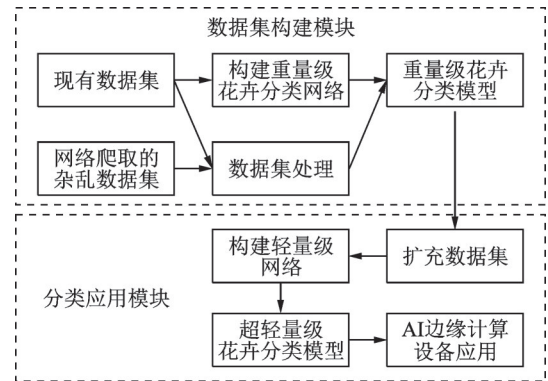 数据集构建模块
现有数据集
构建重量级
花卉分类网络
重量级花卉
分类模型
网络爬取的
杂乱数据集
数据集处理
分类应用模块
构建轻量级
网络
扩充数据集
超轻量级
花卉分类模型
AI边缘计算
设备应用